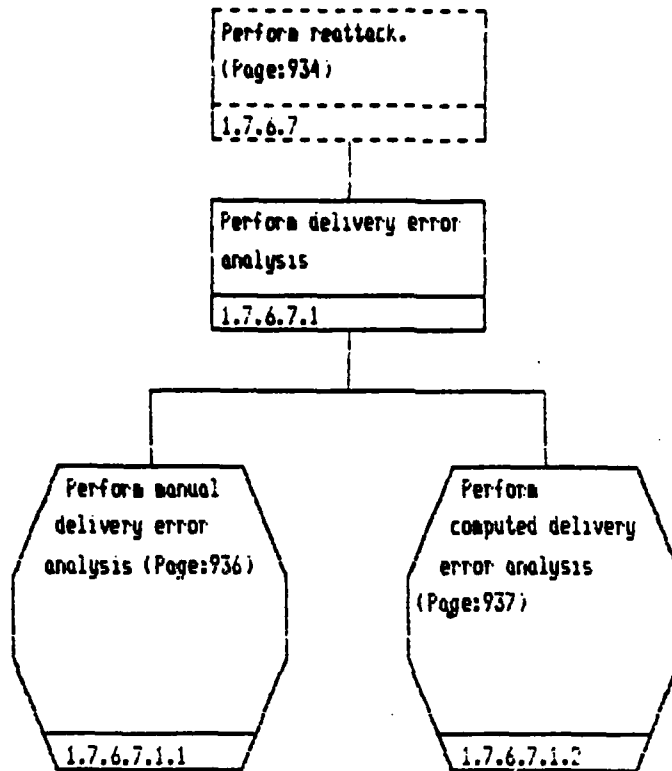 Perform reattack.
(Page:934)
1.7.6.7
Perform delivery error
analysis
1.7.6.7.1
Perform manual
delivery error
analysis (Page:936)
1.7.6.7.1.1
Perform
computed delivery
error analysis
(Page:937)
1.7.6.7.1.2